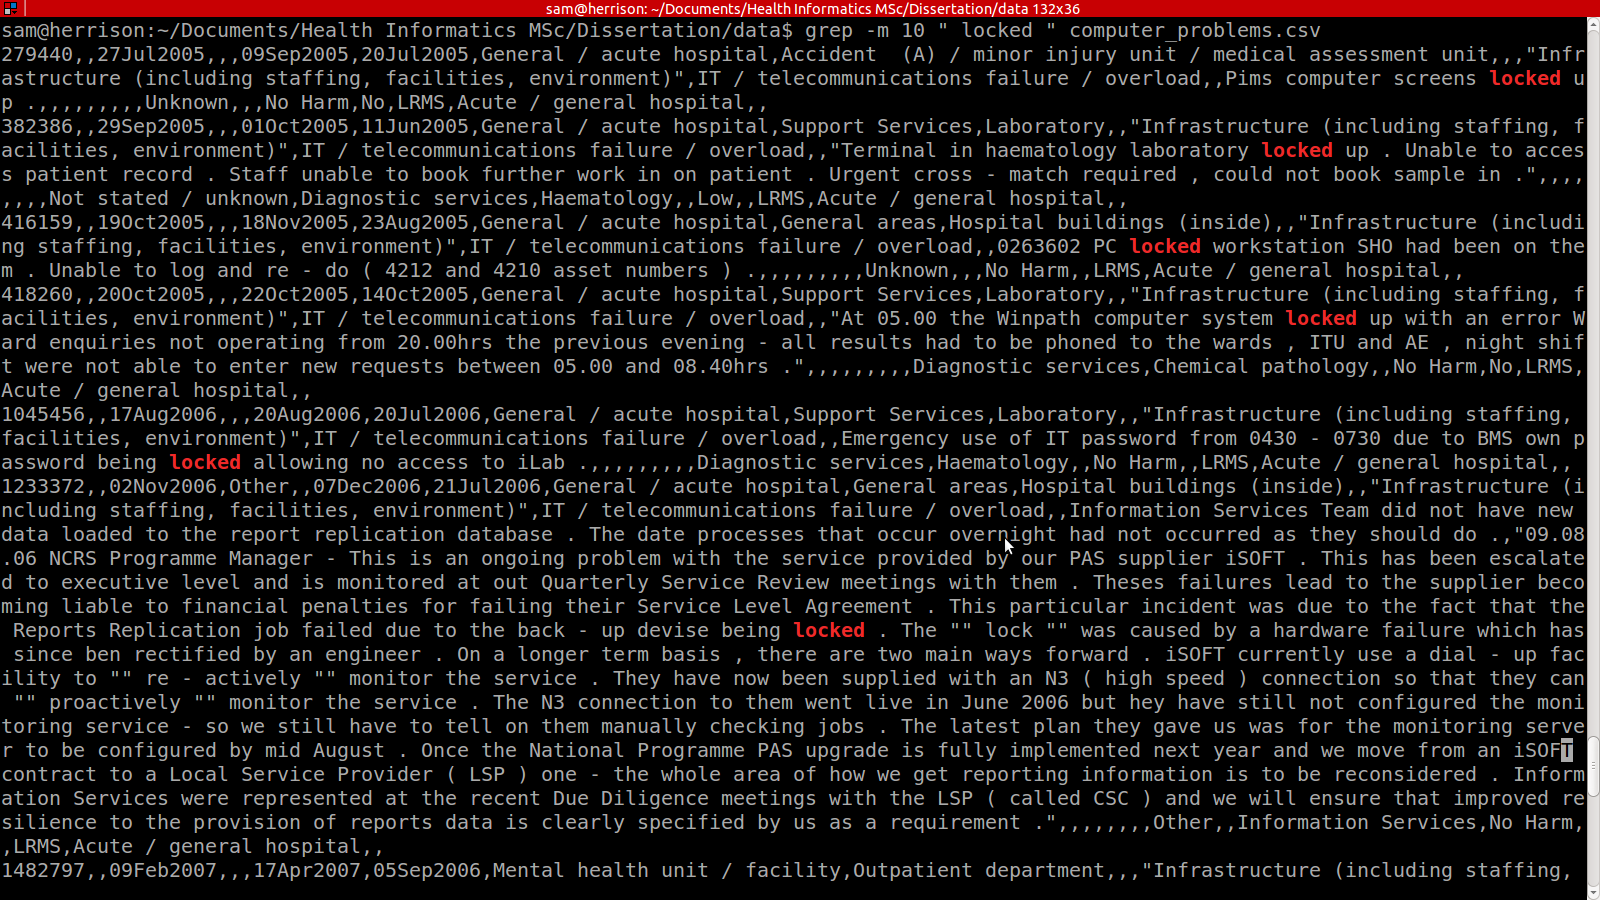 sam@herrison: ~/Documents/Health Informatics MSc/Dissertation/data 132x36
sam@herrison:~/Documents/Health Informatics MSc/Dissertation/data$ grep -m 10 " locked " computer_problems.csv
279440,,27Jul2005,,,09Sep2005,20Jul2005,General / acute hospital,Accident  (A) / minor injury unit / medical assessment unit,,,"Infr
astructure (including staffing, facilities, environment)",IT / telecommunications failure / overload,,Pims computer screens locked u
p .,,,,,,,,,Unknown,,,No Harm,No,LRMS,Acute / general hospital,,
382386,,29Sep2005,,,01Oct2005,11Jun2005,General / acute hospital,Support Services,Laboratory,,"Infrastructure (including staffing, f
acilities, environment)",IT / telecommunications failure / overload,,"Terminal in haematology laboratory locked up . Unable to acces
s patient record . Staff unable to book further work in on patient . Urgent cross - match required , could not book sample in .",,,,
,,,,Not stated / unknown,Diagnostic services,Haematology,,Low,,LRMS,Acute / general hospital,,
416159,,19Oct2005,,,18Nov2005,23Aug2005,General / acute hospital,General areas,Hospital buildings (inside),,"Infrastructure (includi
ng staffing, facilities, environment)",IT / telecommunications failure / overload,,0263602 PC locked workstation SHO had been on the
m . Unable to log and re - do ( 4212 and 4210 asset numbers ) .,,,,,,,,,Unknown,,,No Harm,,LRMS,Acute / general hospital,,
418260,,20Oct2005,,,22Oct2005,14Oct2005,General / acute hospital,Support Services,Laboratory,,"Infrastructure (including staffing, f
acilities, environment)",IT / telecommunications failure / overload,,"At 05.00 the Winpath computer system locked up with an error W
ard enquiries not operating from 20.00hrs the previous evening - all results had to be phoned to the wards , ITU and AE , night shif
t were not able to enter new requests between 05.00 and 08.40hrs .",,,,,,,,,Diagnostic services,Chemical pathology,,No Harm,No,LRMS,
Acute / general hospital,,
1045456,,17Aug2006,,,20Aug2006,20Jul2006,General / acute hospital,Support Services,Laboratory,,"Infrastructure (including staffing,
facilities, environment)",IT / telecommunications failure / overload,,Emergency use of IT password from 0430 - 0730 due to BMS own p
assword being locked allowing no access to iLab .,,,,,,,,,Diagnostic services,Haematology,,No Harm,,LRMS,Acute / general hospital,,
1233372,,02Nov2006,Other,,07Dec2006,21Jul2006,General / acute hospital,General areas,Hospital buildings (inside),,"Infrastructure (i
ncluding staffing, facilities, environment)",IT / telecommunications failure / overload,,Information Services Team did not have new
data loaded to the report replication database . The date processes that occur overnight had not occurred as they should do .,"09.08
.06 NCRS Programme Manager - This is an ongoing problem with the service provided by our PAS supplier iSOFT . This has been escalate
d to executive level and is monitored at out Quarterly Service Review meetings with them . Theses failures lead to the supplier beco
ming liable to financial penalties for failing their Service Level Agreement . This particular incident was due to the fact that the
 Reports Replication job failed due to the back - up devise being locked . The "" lock "" was caused by a hardware failure which has
 since ben rectified by an engineer . On a longer term basis , there are two main ways forward . iSOFT currently use a dial - up fac
ility to "" re - actively "" monitor the service . They have now been supplied with an N3 ( high speed ) connection so that they can
 "" proactively "" monitor the service . The N3 connection to them went live in June 2006 but hey have still not configured the moni
toring service - so we still have to tell on them manually checking jobs . The latest plan they gave us was for the monitoring serve
r to be configured by mid August . Once the National Programme PAS upgrade is fully implemented next year and we move from an iSOFT
contract to a Local Service Provider ( LSP ) one - the whole area of how we get reporting information is to be reconsidered . Inform
ation Services were represented at the recent Due Diligence meetings with the LSP ( called CSC ) and we will ensure that improved re
silience to the provision of reports data is clearly specified by us as a requirement .",,,,,,,,Other,,Information Services,No Harm,
,LRMS,Acute / general hospital,,
1482797,,09Feb2007,,,17Apr2007,05Sep2006,Mental health unit / facility,Outpatient department,,,"Infrastructure (including staffing,